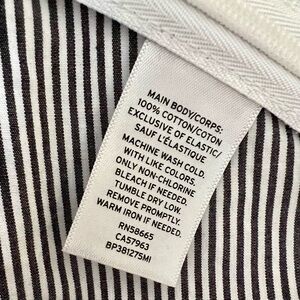 MAIN BODY/CORPS:
100% COTTON/COTON
EXCLUSIVE OF ELASTIC/
SAUF L'ÉLASTIQUE
MACHINE WASH COLD.
WITH LIKE COLORS.
ONLY NON-CHLORINE
BLEACH IF NEEDED.
TUMBLE DRY LOW.
REMOVE PROMPTLY.
WARM IRON IF NEEDED.
RN58665
CA57963
BP381275MI